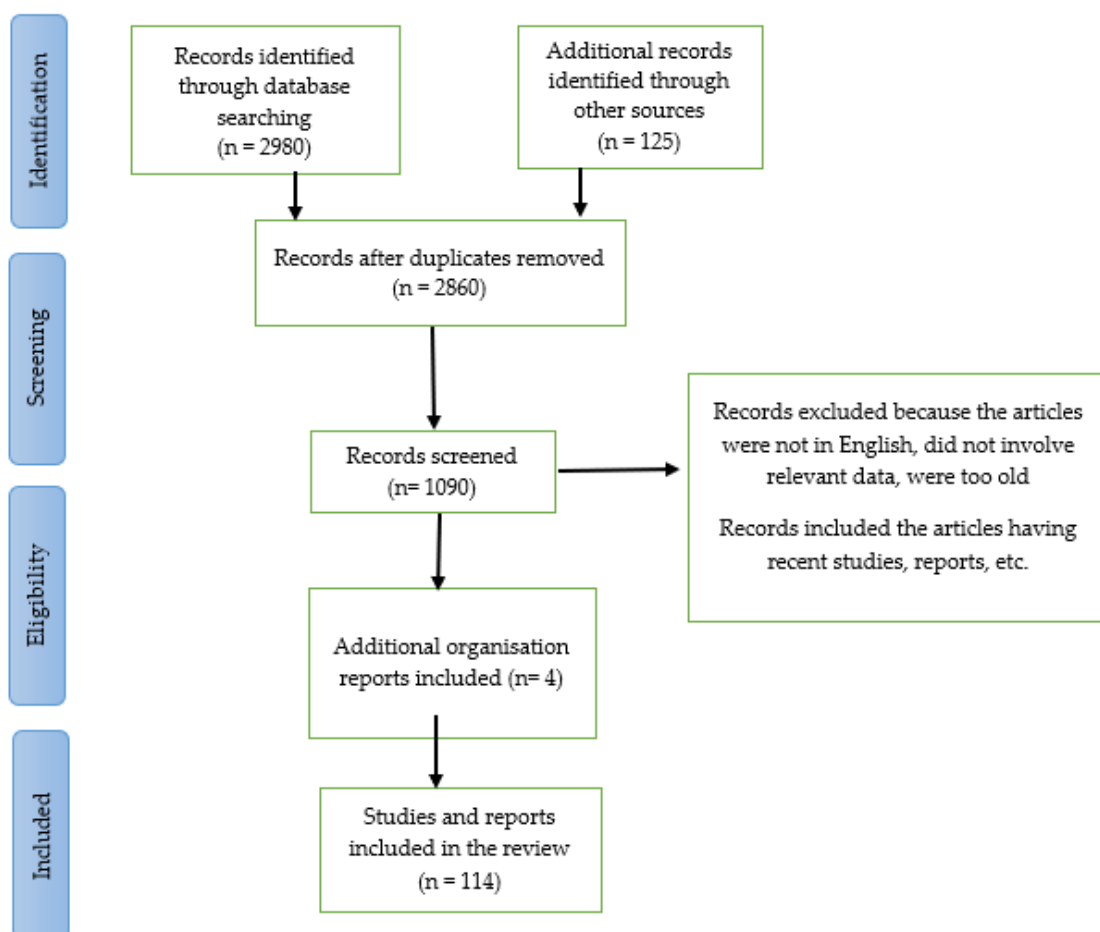 Identification
Records identified
through database
searching
(n = 2980)
Additional records
identified through
other sources
(n = 125)
Screening
Records after duplicates removed
(n = 2860)
Records screened
(n= 1090)
Records excluded because the articles
were not in English, did not involve
relevant data, were too old
Records included the articles having
recent studies, reports, etc.
Eligibility
Additional organisation
reports included (n= 4)
Included
Studies and reports
included in the review
(n = 114)